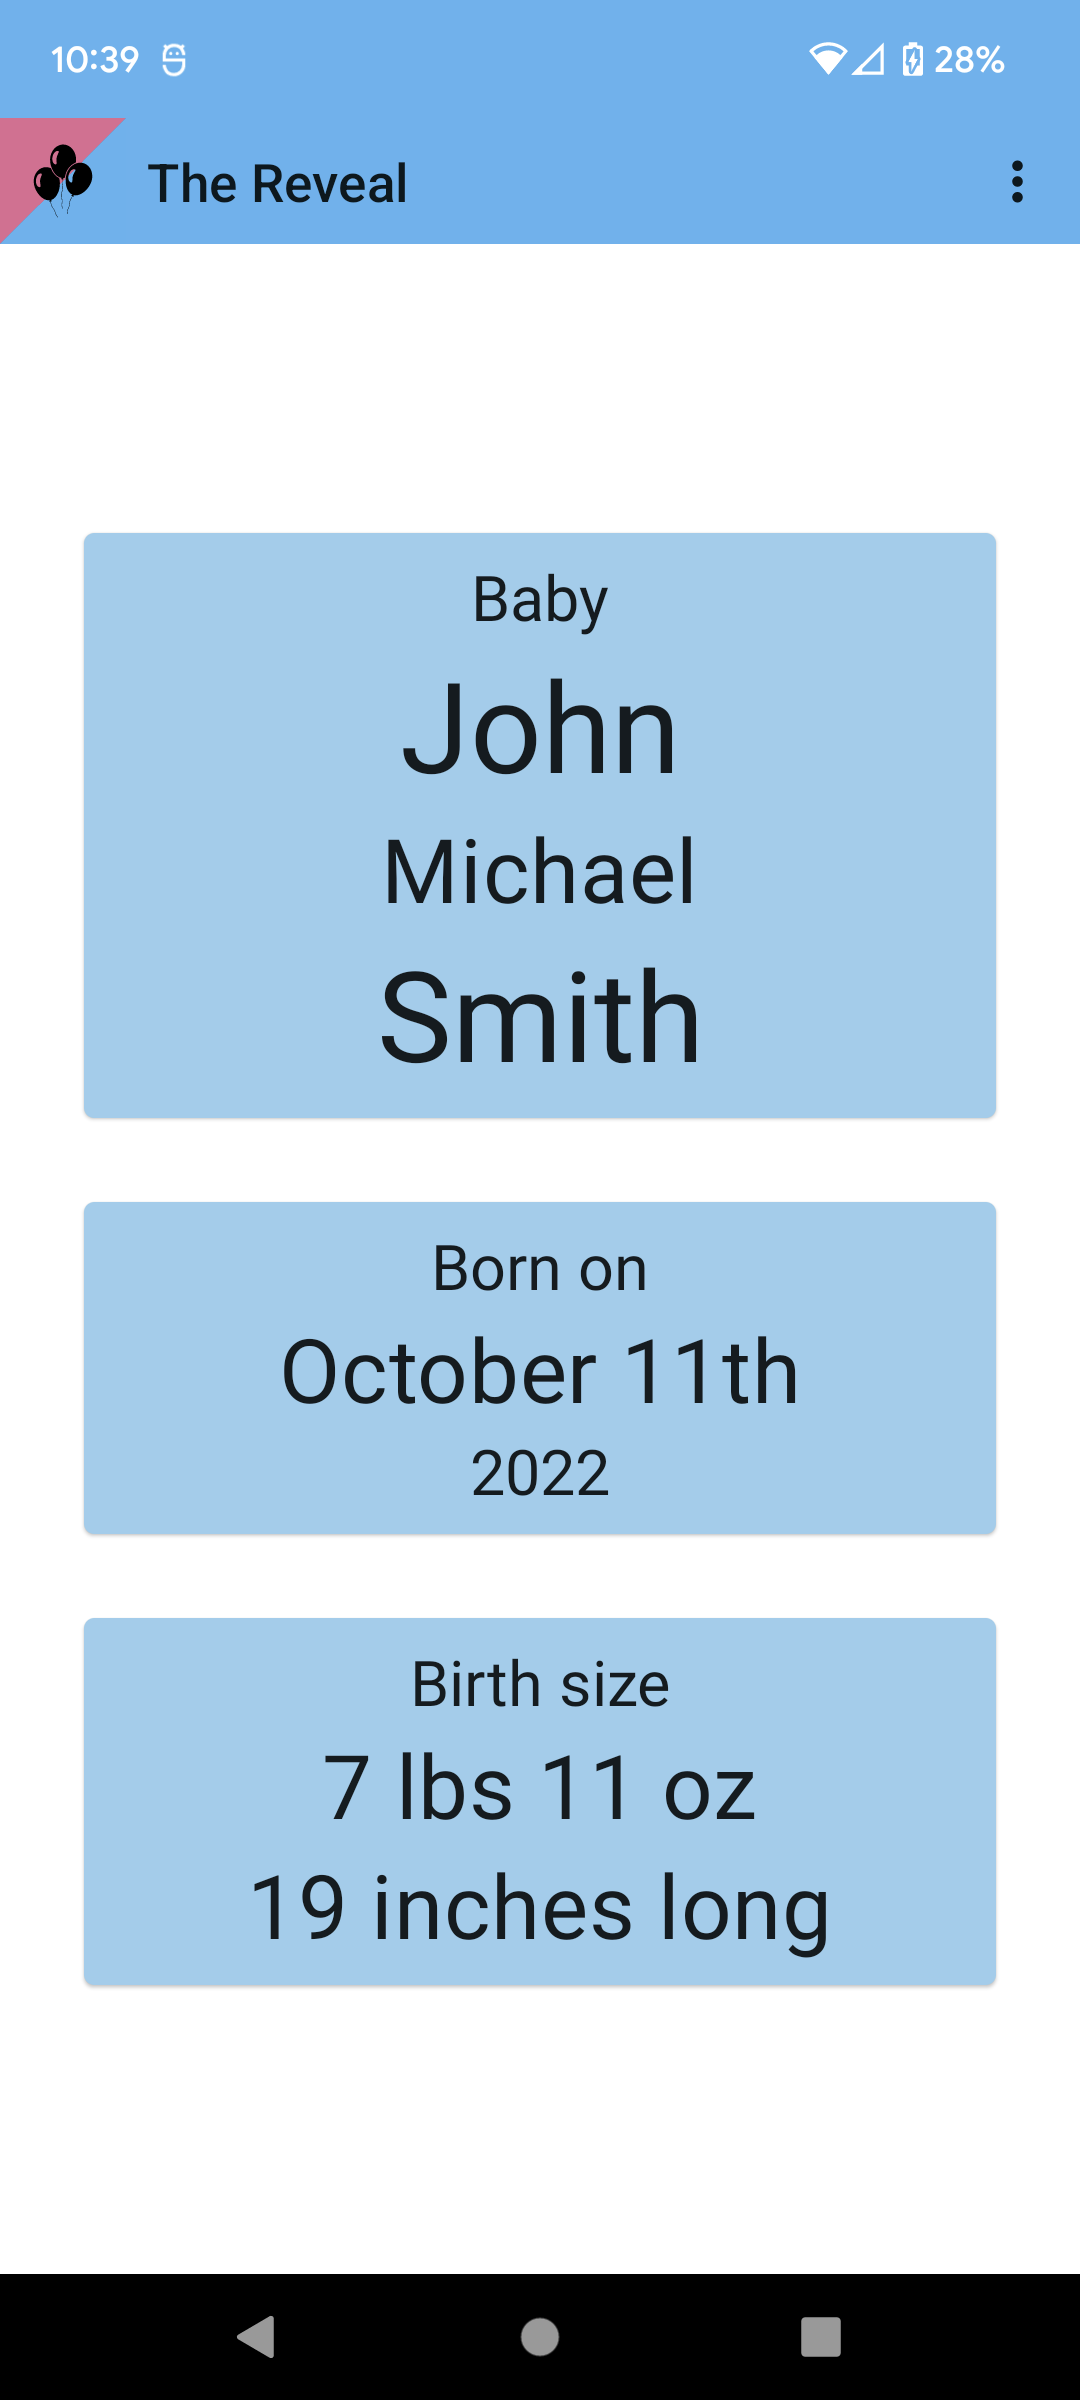 10:39 28%
The Reveal
Baby
John
Michael
Smith
Born on
October 11th
2022
Birth size
7 lbs 11 oz
19 inches long